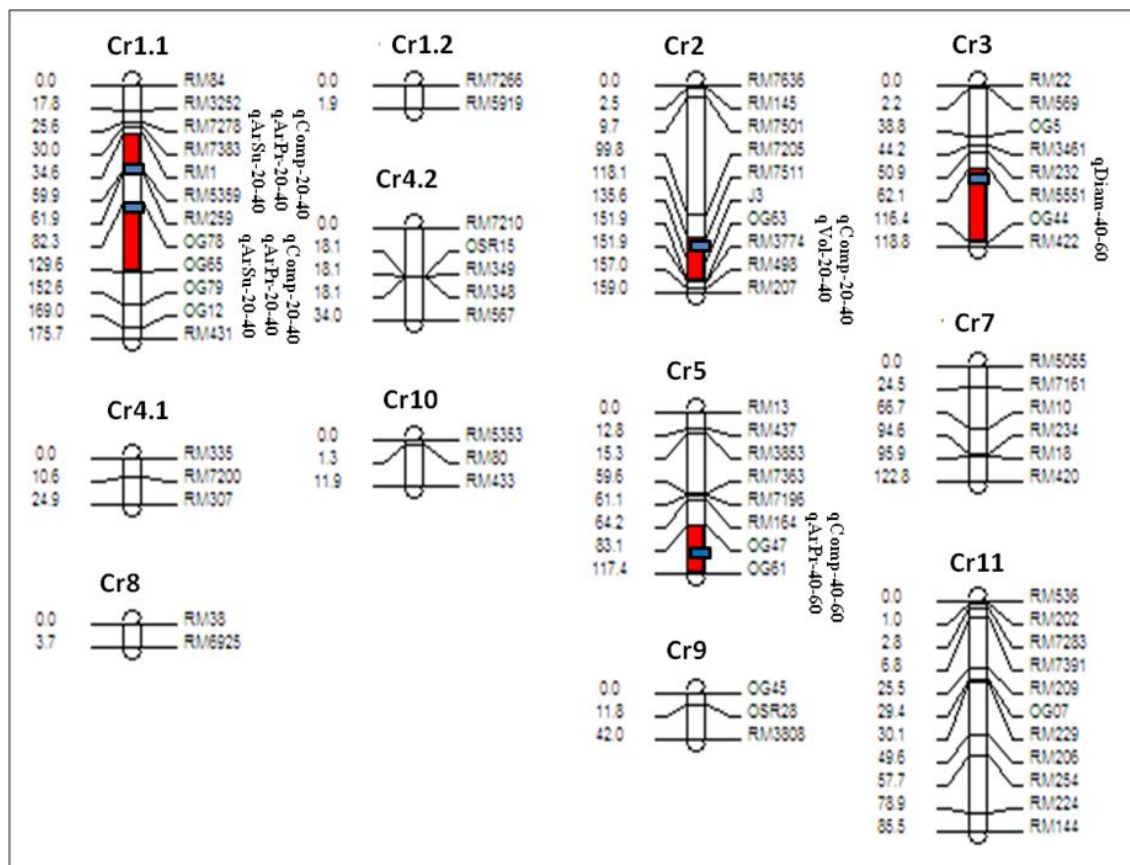 Cr1.1
0.0 RM84
17.8 RM3252
25.6 RM7278
30.0 RM7383
34.6 RM1
59.9 RM5359
61.9 RM259
82.3 OG78
129.6 OG65
152.6 OG79
169.0 OG12
175.7 RM431
qComp-20-40
qArPr-20-40
qArSu-20-40
qComp-20-40
qArPr-20-40
qArSu-20-40
Cr1.2
0.0 RM7266
1.9 RM5919
Cr2
0.0 RM7636
2.5 RM145
9.7 RM7501
99.8 RM7205
118.1 RM7511
135.6 J3
151.9 OG63
151.9 RM3774
157.0 RM498
159.0 RM207
qComp-20-40
qVol-20-40
Cr3
0.0 RM22
2.2 RM569
38.8 OG5
44.2 RM3461
50.9 RM232
62.1 RM5551
116.4 OG44
118.8 RM422
qDiam-40-60
Cr4.2
0.0 RM7210
18.1 OSR15
18.1 RM349
18.1 RM348
34.0 RM567
Cr4.1
0.0 RM335
10.6 RM7200
24.9 RM307
Cr10
0.0 RM5353
1.3 RM80
11.9 RM433
Cr5
0.0 RM13
12.8 RM437
15.3 RM3853
59.6 RM7363
61.1 RM7196
64.2 RM164
83.1 OG47
117.4 OG61
qComp-40-60
qArPr-40-60
Cr7
0.0 RM5055
24.5 RM7161
66.7 RM10
94.6 RM234
95.9 RM18
122.8 RM420
Cr8
0.0 RM38
3.7 RM6925
Cr9
0.0 OG45
11.8 OSR28
42.0 RM3808
Cr11
0.0 RM536
1.0 RM202
2.8 RM7283
6.8 RM7391
25.5 RM209
29.4 OG07
30.1 RM229
49.6 RM206
57.7 RM254
78.9 RM224
85.5 RM144